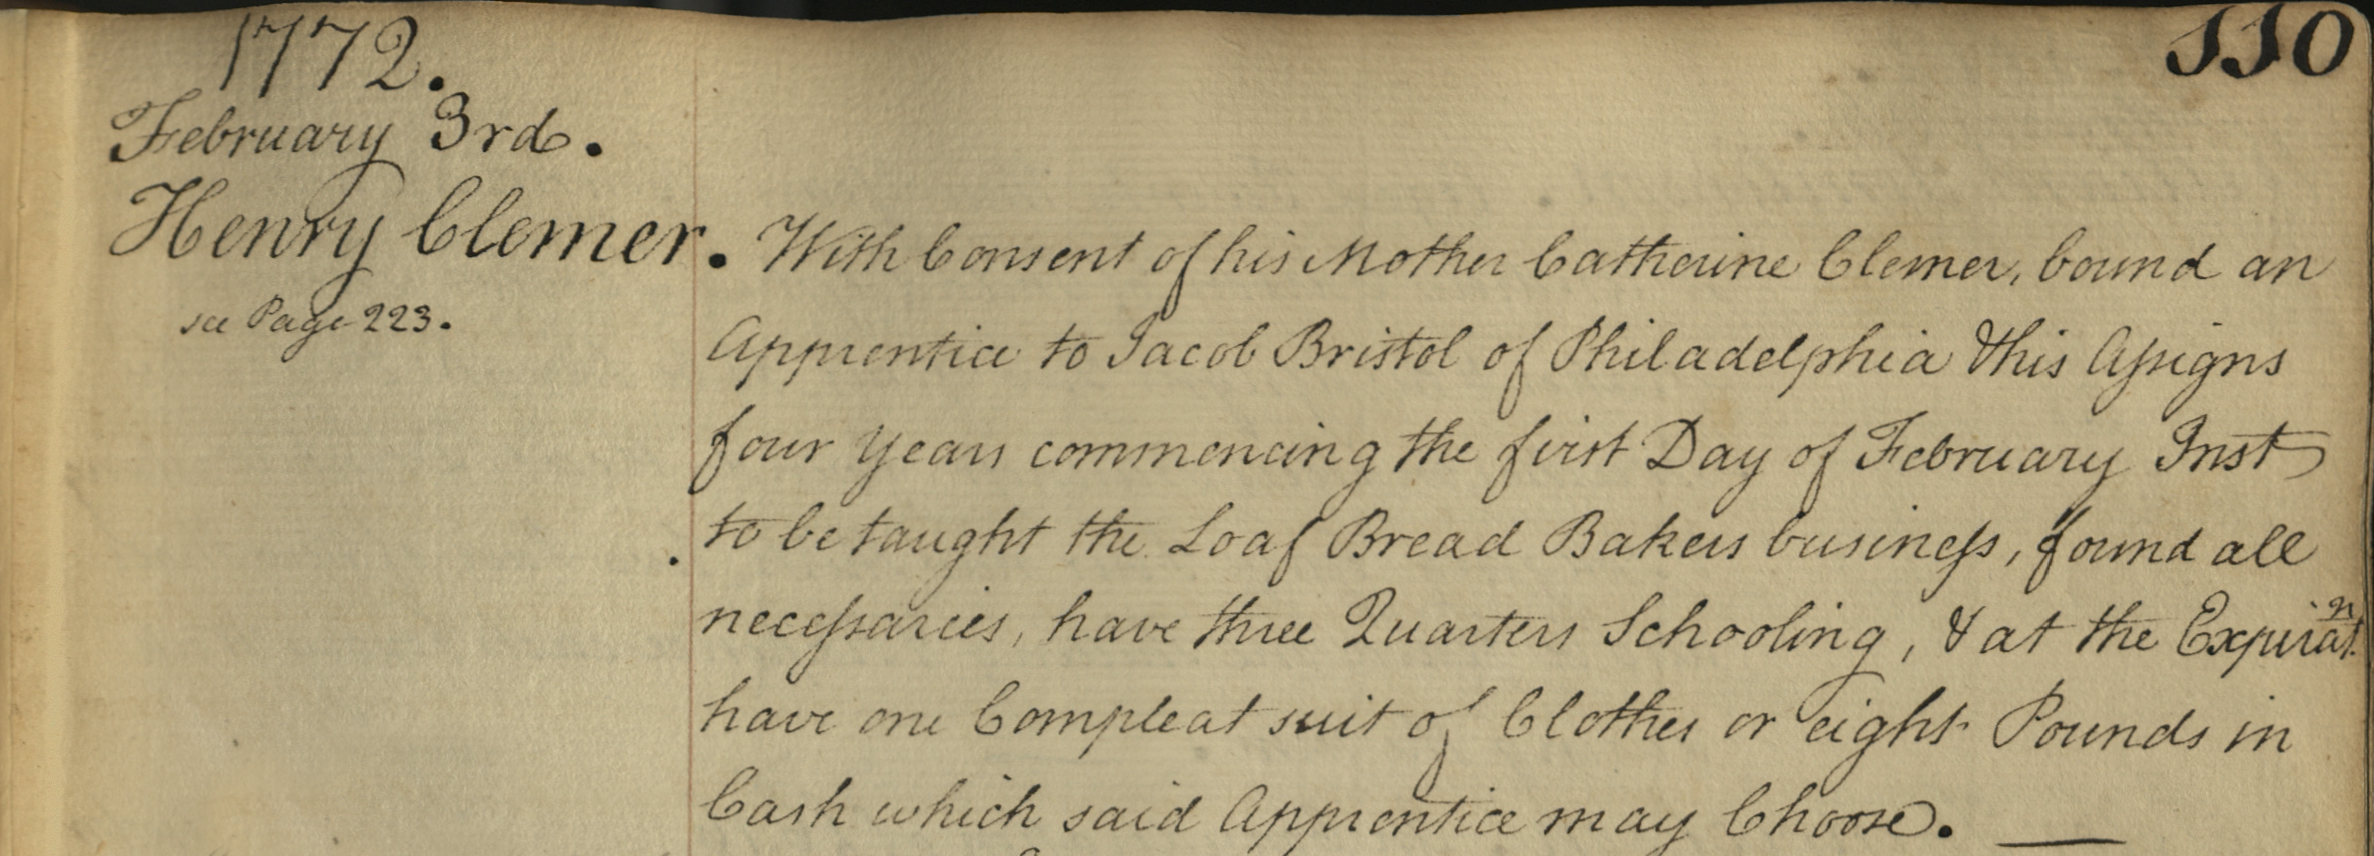 1772.
110
February 3rd.
Henry Clemer.
With Consent of his Mother Catherine Clemer, bound an
see Page 223.
Apprentice to Jacob Bristol of Philadelphia & his Assigns
four years commencing the first Day of February Inst
to be taught the Loaf Bread Bakers business, found all
necessaries, have three Quarters Schooling, & at the Expirat.n
have one Compleat suit of Clothes or eight Pounds in
Cash which said Apprentice may Choose.